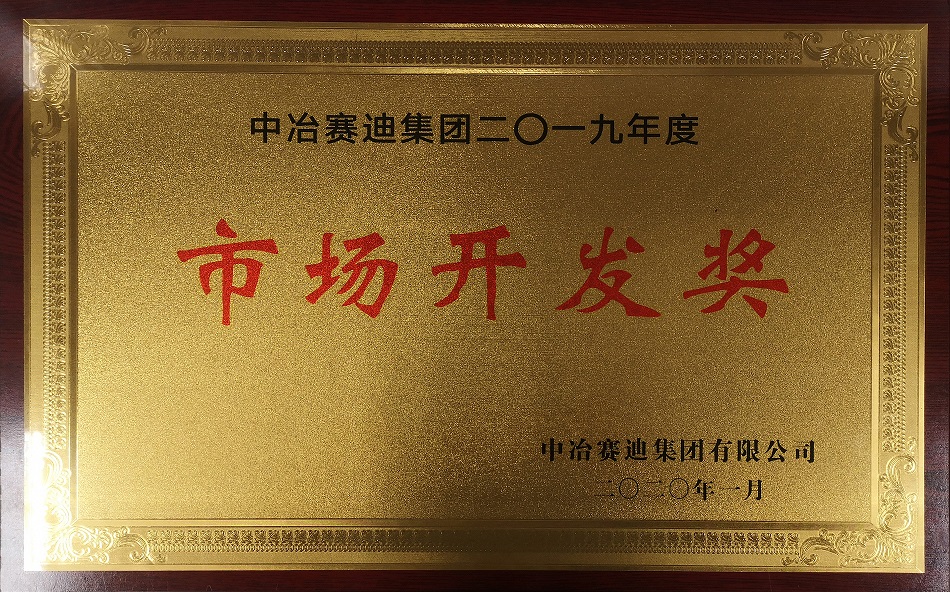 中冶赛迪集团二〇一九年度
市场开发奖
中冶赛迪集团有限公司
二〇二〇年一月